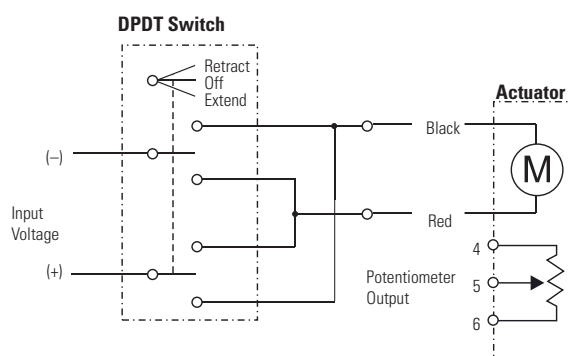 DPDT Switch
Retract
Off
Extend
Actuator
Black
(–)
M
Input
Voltage
Red
4
(+)
Potentiometer
Output
5
6